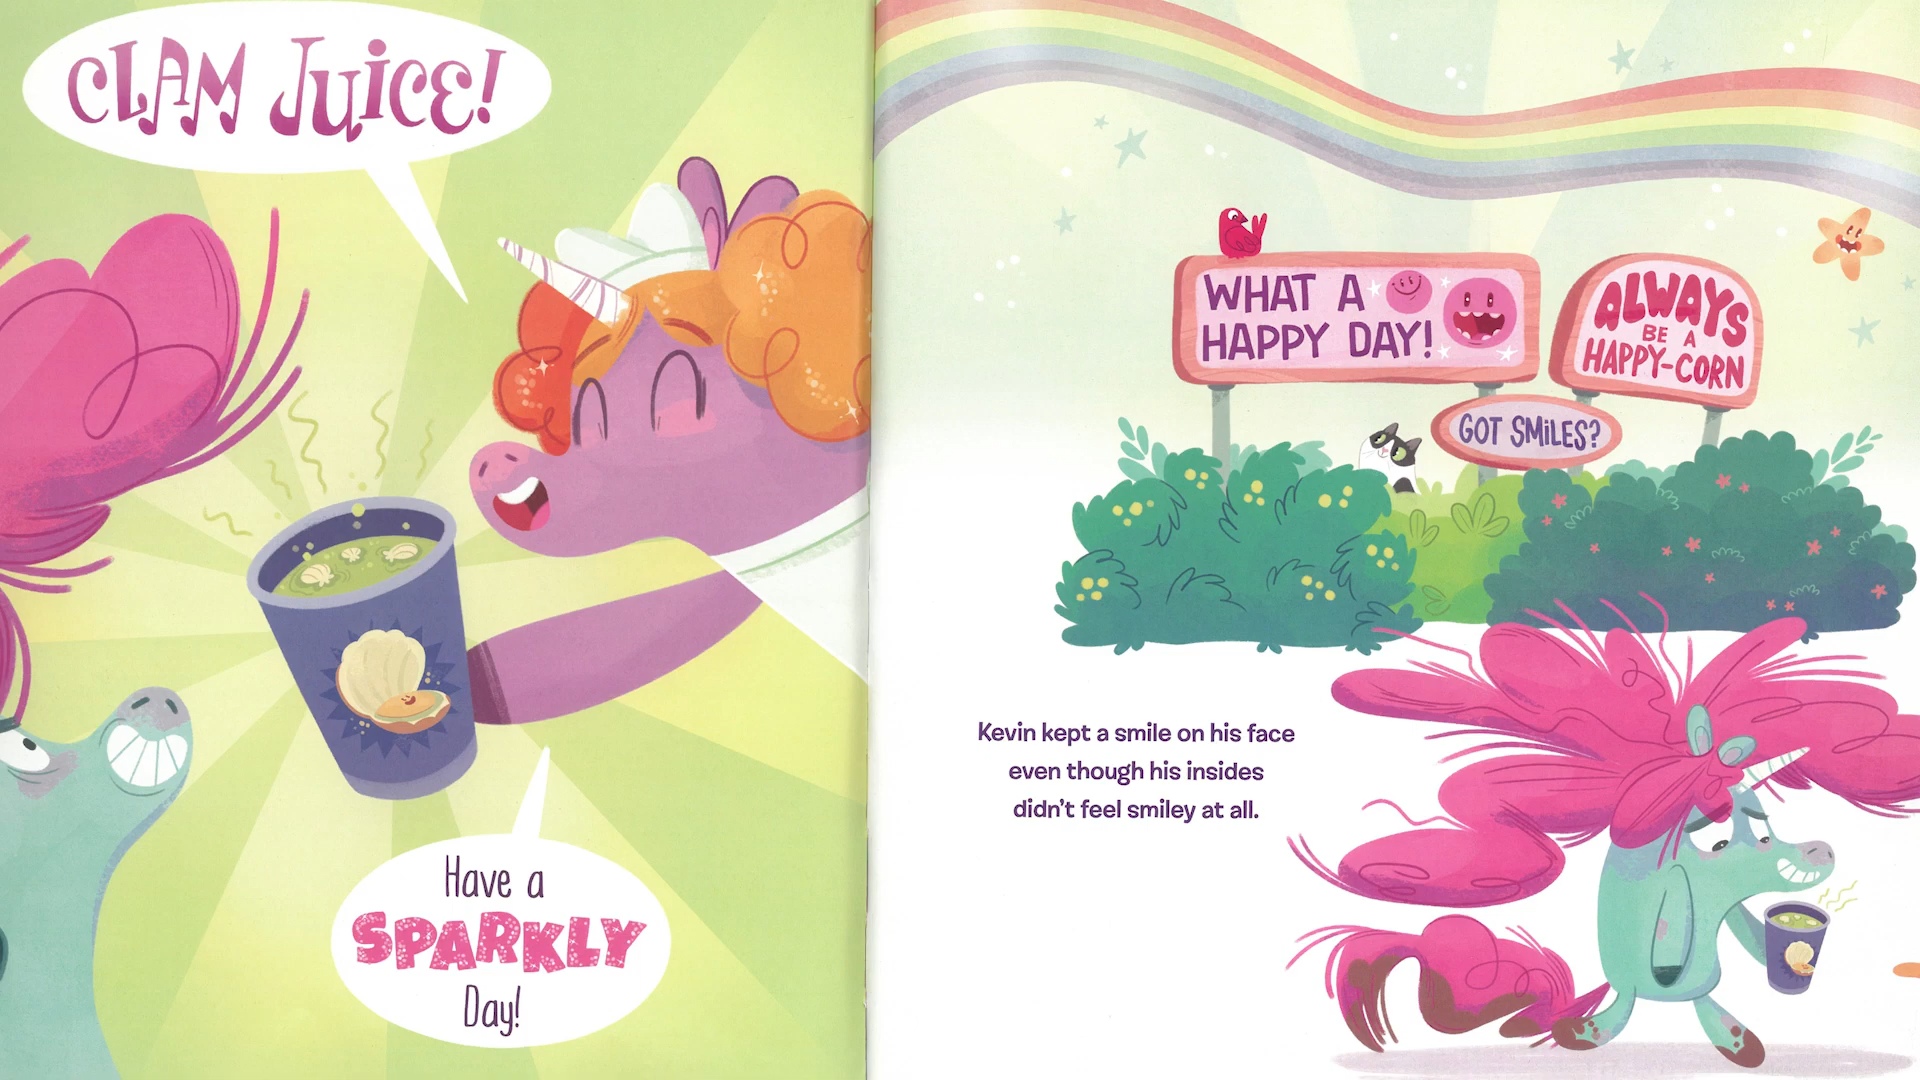 CLAM JUiCE!
Have a
SPARKLY
Day!
WHAT A
HAPPY DAY!
ALWAYS
BE A
HAPPY-CORN
GOT SMiLES?
Kevin kept a smile on his face
even though his insides
didn't feel smiley at all.